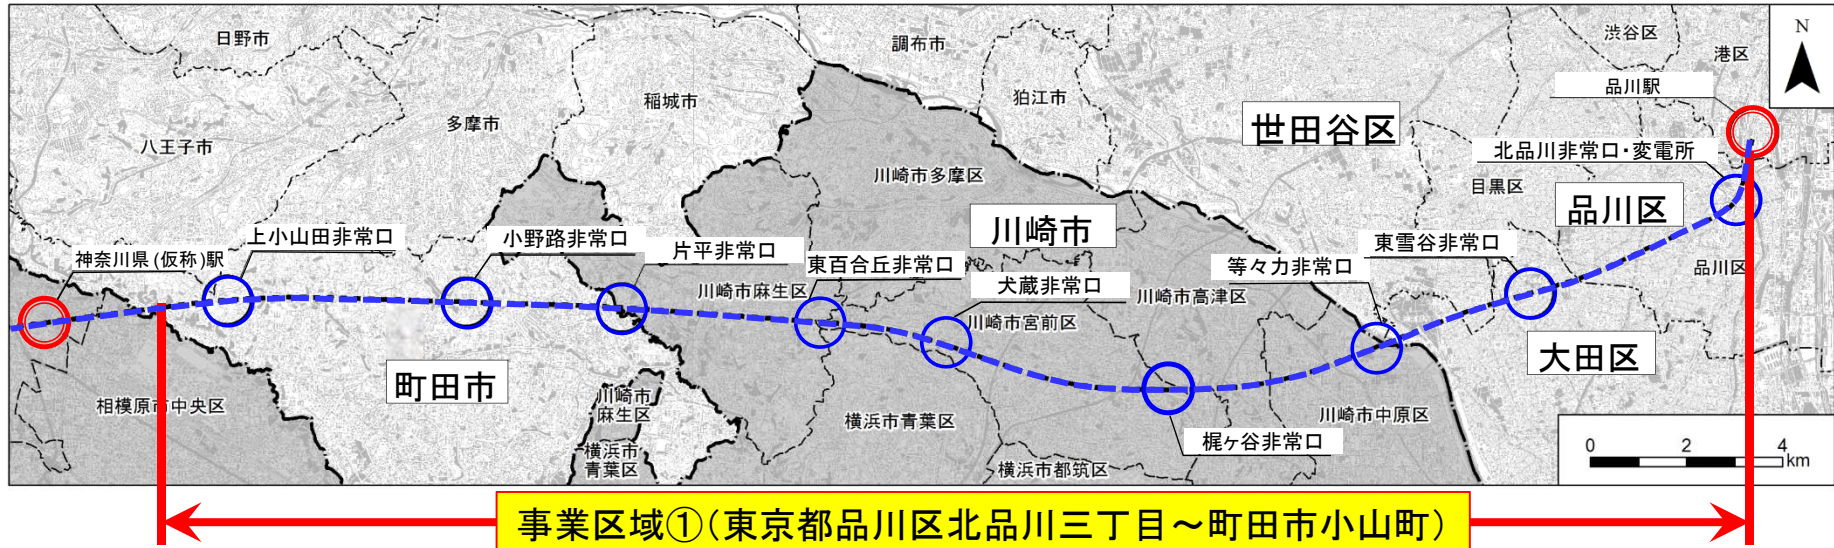 日野市
調布市
渋谷区
港区
N
品川駅
稲城市
狛江市
世田谷区
多摩市
八王子市
北品川非常口・変電所
川崎市多摩区
目黒区
品川区
川崎市
上小山田非常口
小野路非常口
片平非常口
東雪谷非常口
神奈川県(仮称)駅
東百合丘非常口
等々力非常口
品川区
犬蔵非常口
川崎市麻生区
川崎市高津区
川崎市宮前区
大田区
町田市
相模原市中央区
川崎市
麻生区
横浜市青葉区
川崎市中原区
梶ヶ谷非常口
横浜市
青葉区
横浜市都筑区
0 2 4
km
事業区域①(東京都品川区北品川三丁目～町田市小山町)